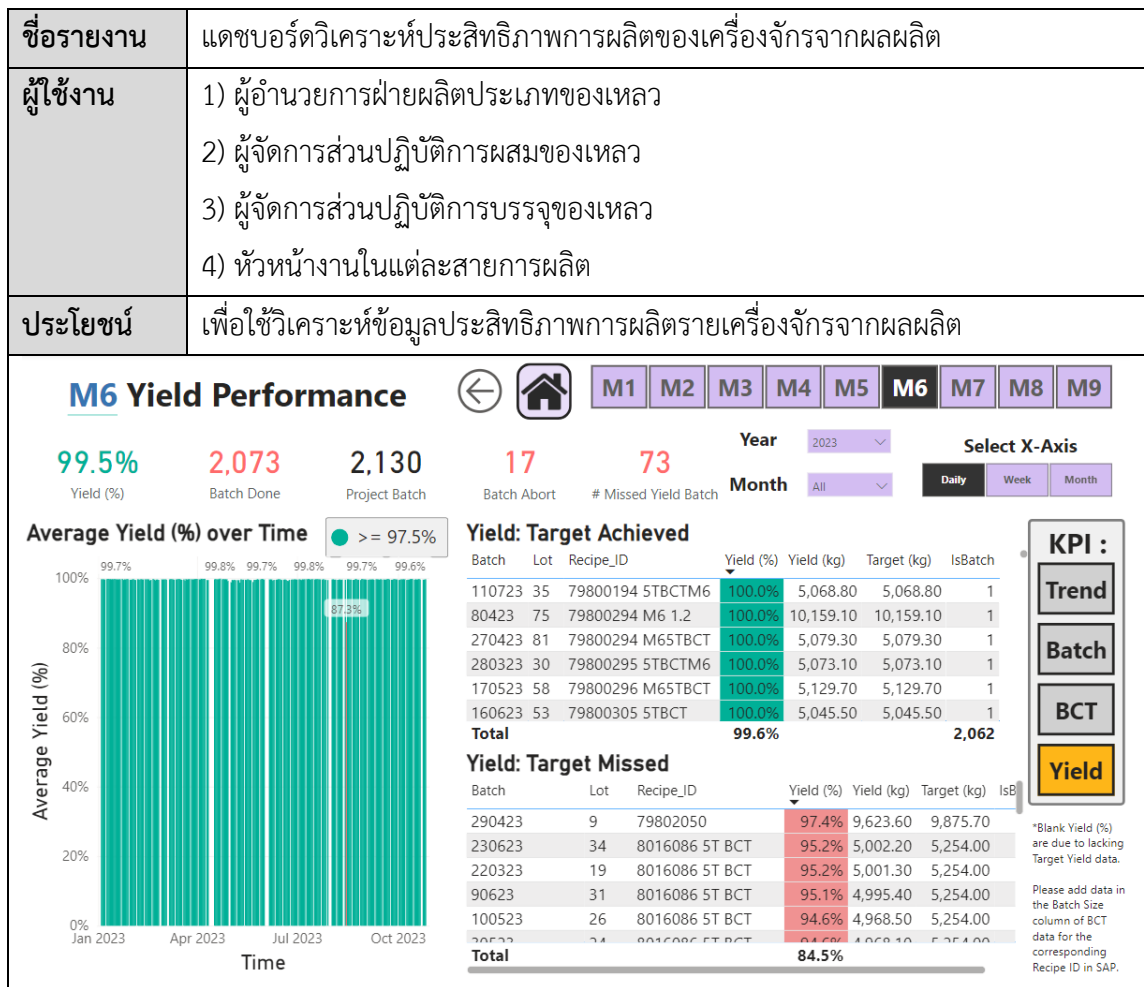 ชื่อรายงาน แดชบอร์ดวิเคราะห์ประสิทธิภาพการผลิตของเครื่องจักรจากผลผลิต
ผู้ใช้งาน 1) ผู้อำนวยการฝ่ายผลิตประเภทของเหลว
2) ผู้จัดการส่วนปฏิบัติการผสมของเหลว
3) ผู้จัดการส่วนปฏิบัติการบรรจุของเหลว
4) หัวหน้างานในแต่ละสายการผลิต
ประโยชน์ เพื่อใช้วิเคราะห์ข้อมูลประสิทธิภาพการผลิตรายเครื่องจักรจากผลผลิต
M6 Yield Performance
M1 M2 M3 M4 M5 M6 M7 M8 M9
99.5% 2,073 2,130 17 73
Yield (%) Batch Done Project Batch Batch Abort # Missed Yield Batch
Year 2023
Month All
Select X-Axis
Daily Week Month
Average Yield (%) over Time
>= 97.5%
99.7% 99.8% 99.7% 99.8% 99.7% 99.6%
87.3%
100%
80%
60%
40%
20%
0%
Average Yield (%)
Jan 2023 Apr 2023 Jul 2023 Oct 2023
Time
Yield: Target Achieved
Batch Lot Recipe_ID Yield (%) Yield (kg) Target (kg) IsBatch
110723 35 79800194 5TBCTM6 100.0% 5,068.80 5,068.80 1
80423 75 79800294 M6 1.2 100.0% 10,159.10 10,159.10 1
270423 81 79800294 M65TBCT 100.0% 5,079.30 5,079.30 1
280323 30 79800295 5TBCTM6 100.0% 5,073.10 5,073.10 1
170523 58 79800296 M65TBCT 100.0% 5,129.70 5,129.70 1
160623 53 79800305 5TBCT 100.0% 5,045.50 5,045.50 1
Total 99.6% 2,062
Yield: Target Missed
Batch Lot Recipe_ID Yield (%) Yield (kg) Target (kg) IsB
290423 9 79802050 97.4% 9,623.60 9,875.70
230623 34 8016086 5T BCT 95.2% 5,002.20 5,254.00
220323 19 8016086 5T BCT 95.2% 5,001.30 5,254.00
90623 31 8016086 5T BCT 95.1% 4,995.40 5,254.00
100523 26 8016086 5T BCT 94.6% 4,968.50 5,254.00
Total 84.5%
KPI :
Trend
Batch
BCT
Yield
*Blank Yield (%)
are due to lacking
Target Yield data.
Please add data in
the Batch Size
column of BCT
data for the
corresponding
Recipe ID in SAP.